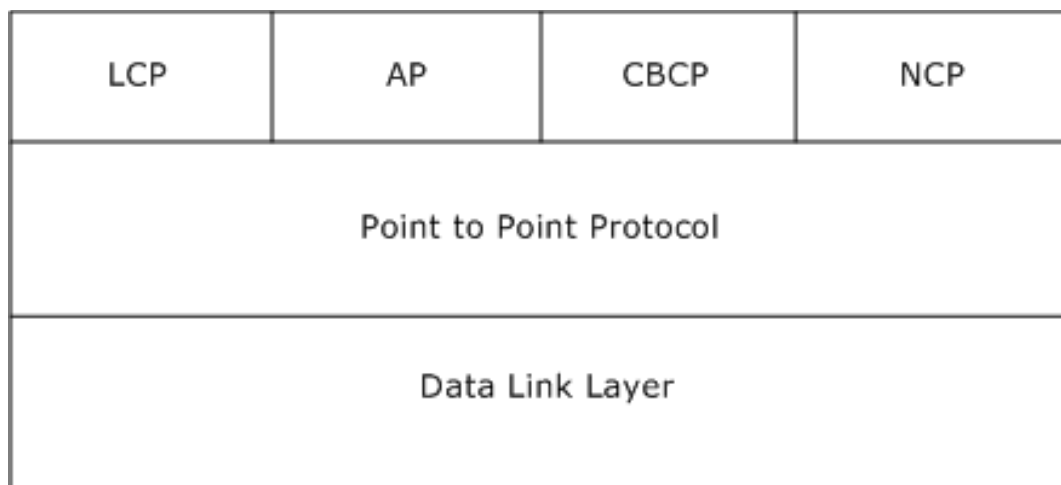 LCP AP CBCP NCP
Point to Point Protocol
Data Link Layer